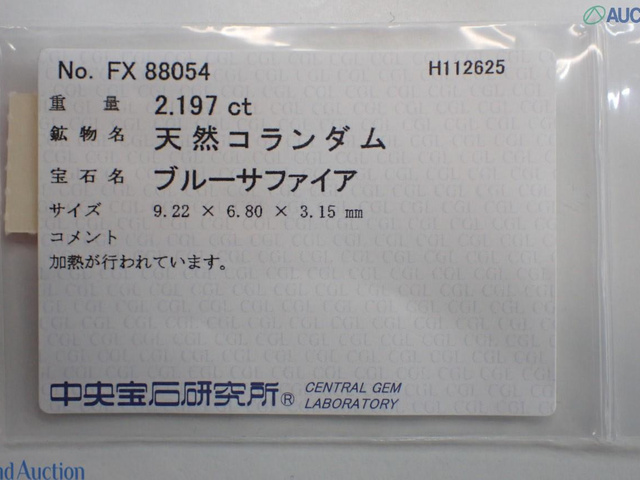 AUC
No. FX 88054
H112625
重量 2.197 ct
鉱物名 天然コランダム
宝石名 ブルーサファイア
サイズ 9.22 × 6.80 × 3.15 mm
コメント
加熱が行われています。
中央宝石研究所® CENTRAL GEM
LABORATORY
nd Auction